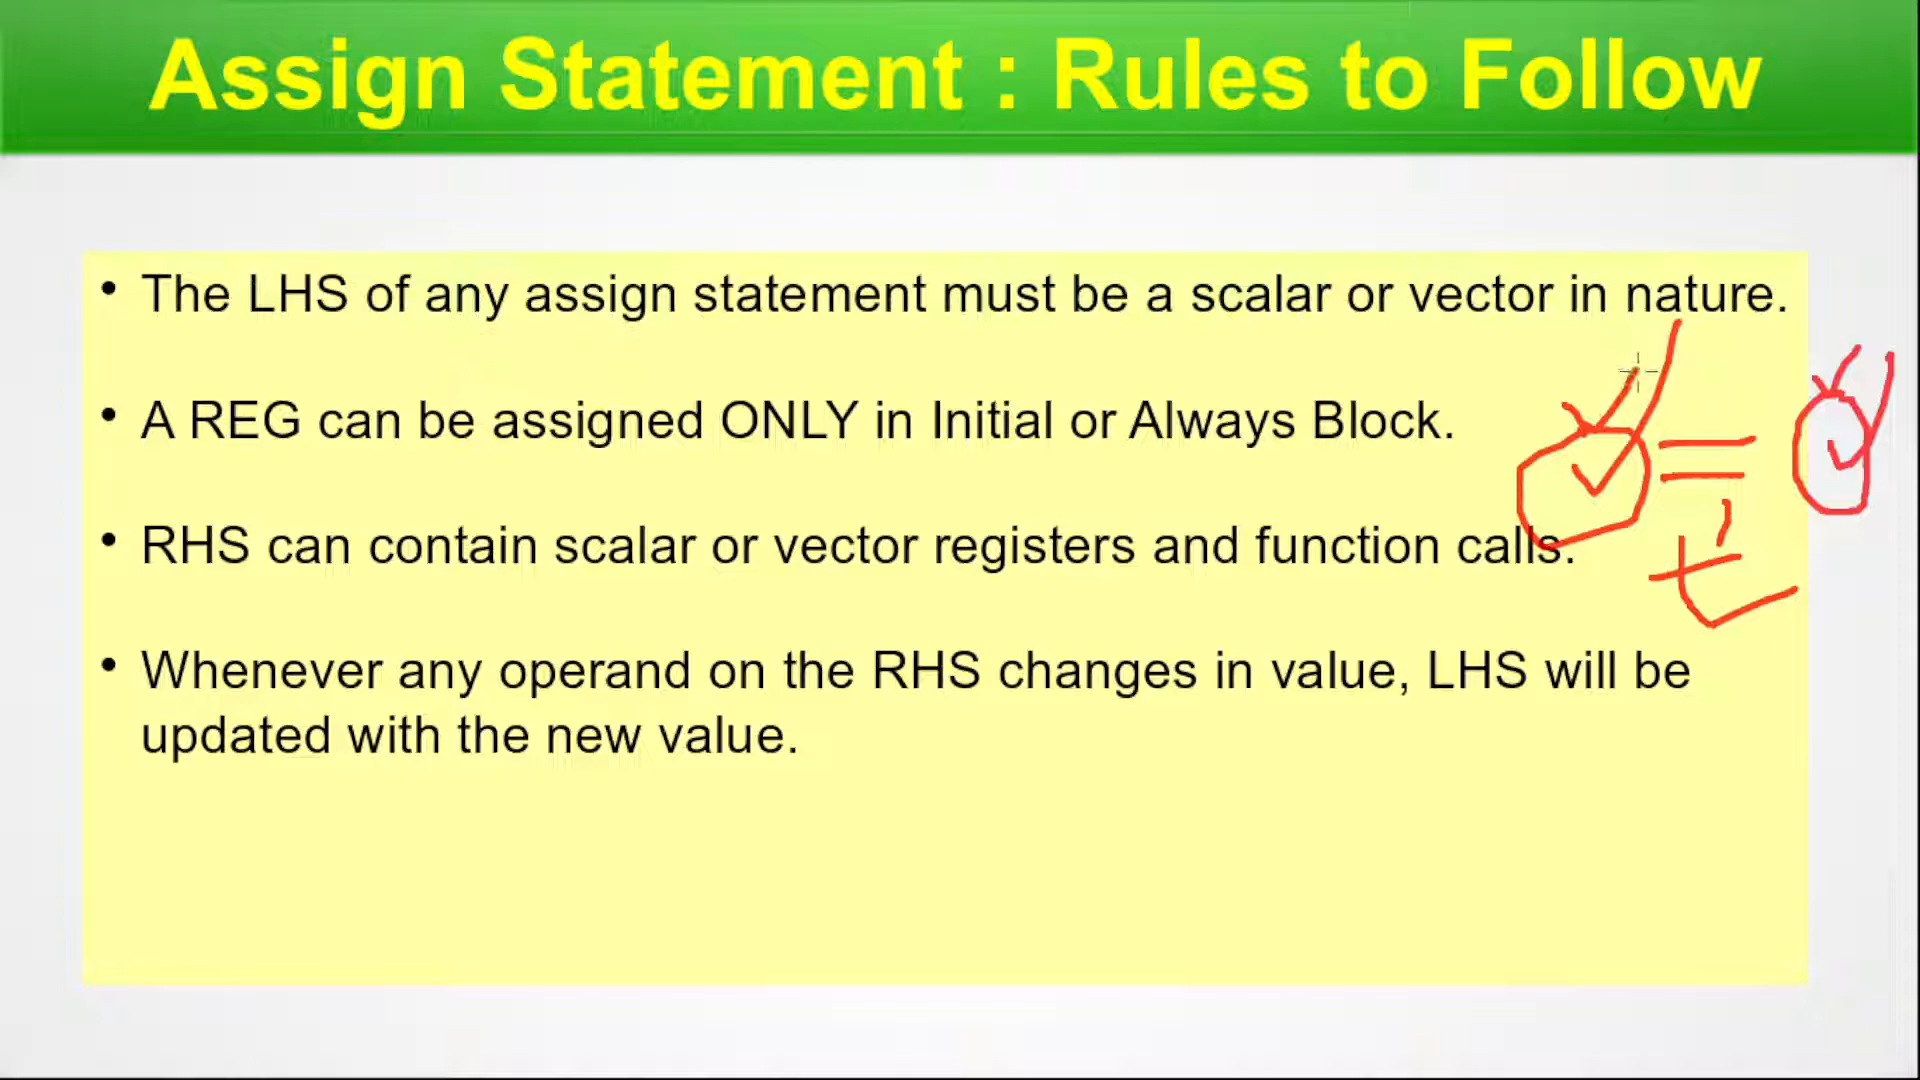 Assign Statement : Rules to Follow
• The LHS of any assign statement must be a scalar or vector in nature.
• A REG can be assigned ONLY in Initial or Always Block.
• RHS can contain scalar or vector registers and function calls.
• Whenever any operand on the RHS changes in value, LHS will be
updated with the new value.